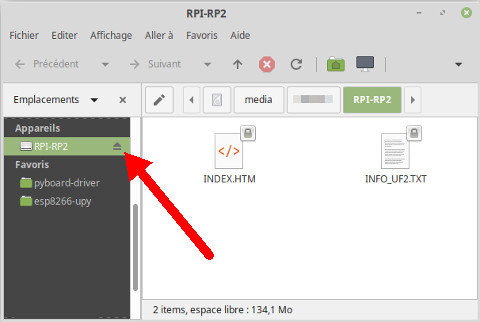 RPI-RP2
Fichier Editer Affichage Aller à Favoris Aide
Précédent Suivant
Emplacements media RPI-RP2
Appareils
RPI-RP2
Favoris
pyboard-driver
esp8266-upy
</> INDEX.HTM
INFO_UF2.TXT
2 items, espace libre : 134,1 Mo